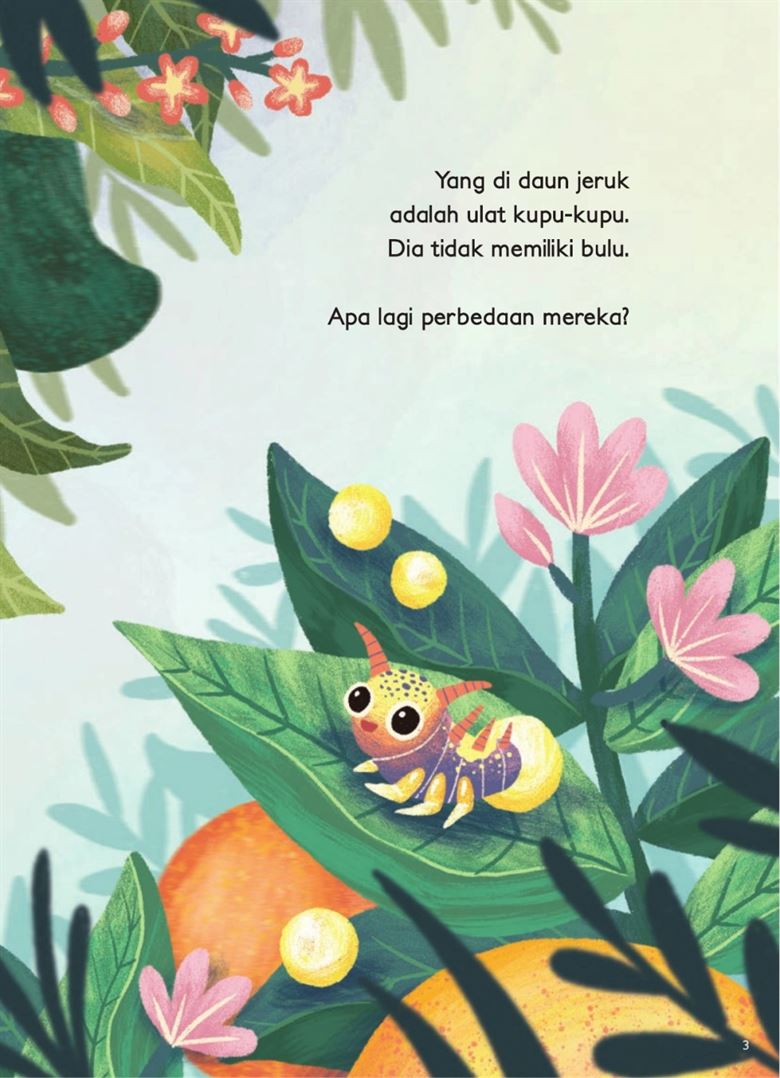 Yang di daun jeruk
adalah ulat kupu-kupu.
Dia tidak memiliki bulu.
Apa lagi perbedaan mereka?
3